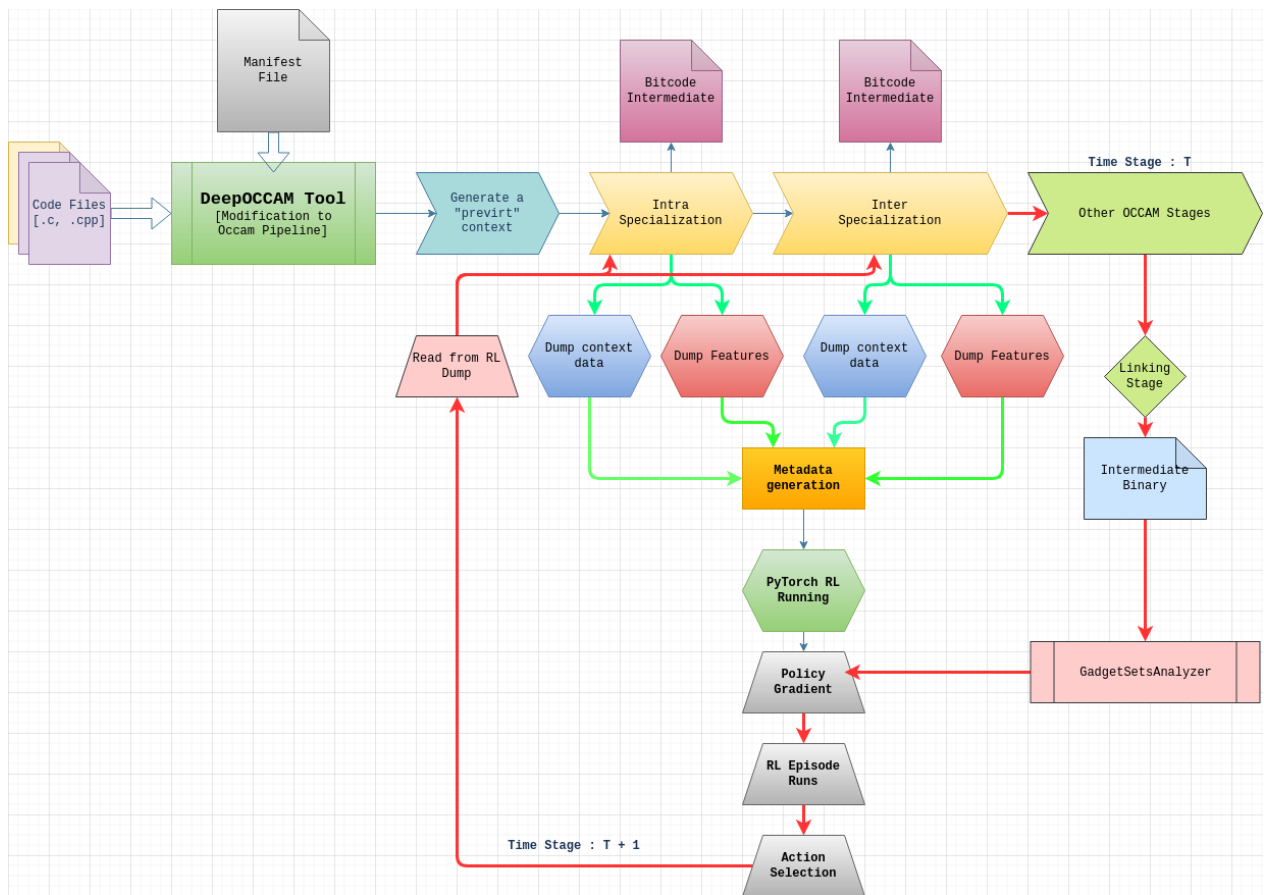 Manifest
File
Bitcode
Intermediate
Bitcode
Intermediate
Time Stage : T
Code Files
[.c, .cpp]
DeepOCCAM Tool
[Modification to
Occam Pipeline]
Generate a
"previrt"
context
Intra
Specialization
Inter
Specialization
Other OCCAM Stages
Read from RL
Dump
Dump context
data
Dump Features
Dump context
data
Dump Features
Linking
Stage
Metadata
generation
Intermediate
Binary
PyTorch RL
Running
Policy
Gradient
GadgetSetsAnalyzer
RL Episode
Runs
Time Stage : T + 1
Action
Selection